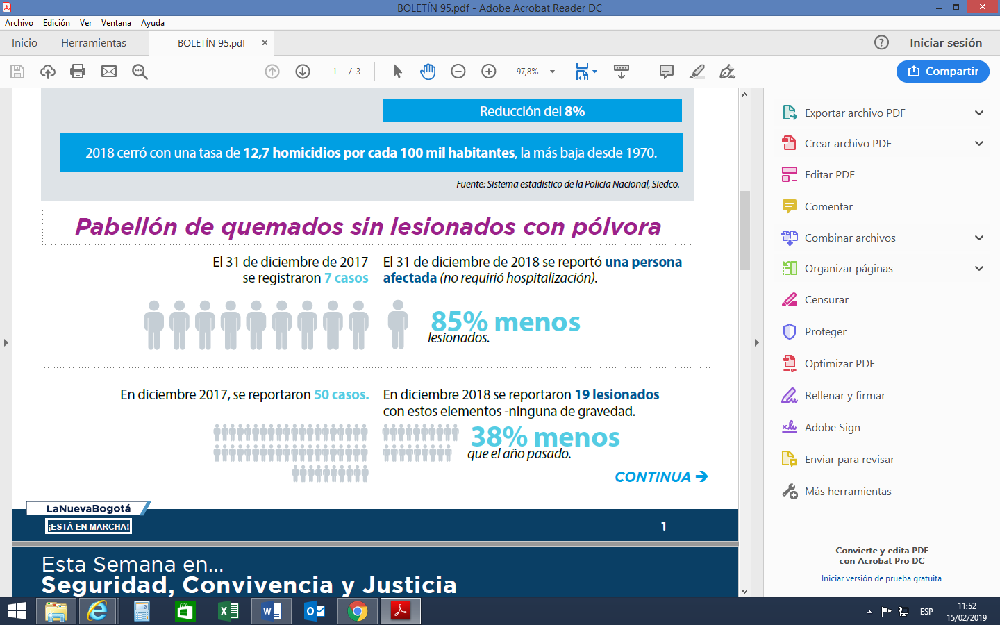 BOLETÍN 95.pdf - Adobe Acrobat Reader DC
Archivo Edición Ver Ventana Ayuda
Inicio Herramientas BOLETÍN 95.pdf × ? Iniciar sesión
1 / 3 97,8% Compartir
Reducción del 8%
2018 cerró con una tasa de 12,7 homicidios por cada 100 mil habitantes, la más baja desde 1970.
Fuente: Sistema estadístico de la Policía Nacional, Siedco.
Pabellón de quemados sin lesionados con pólvora
El 31 de diciembre de 2017
se registraron 7 casos
El 31 de diciembre de 2018 se reportó una persona
afectada (no requirió hospitalización).
85% menos
lesionados.
En diciembre 2017, se reportaron 50 casos.
En diciembre 2018 se reportaron 19 lesionados
con estos elementos -ninguna de gravedad.
38% menos
que el año pasado.
CONTINUA
LaNuevaBogotá
¡ESTÁ EN MARCHA!
1
Esta Semana en...
Seguridad, Convivencia y Justicia
Exportar archivo PDF
Crear archivo PDF
Editar PDF
Comentar
Combinar archivos
Organizar páginas
Censurar
Proteger
Optimizar PDF
Rellenar y firmar
Adobe Sign
Enviar para revisar
Más herramientas
Convierte y edita PDF
con Acrobat Pro DC
Iniciar versión de prueba gratuita
ESP
11:52
15/02/2019